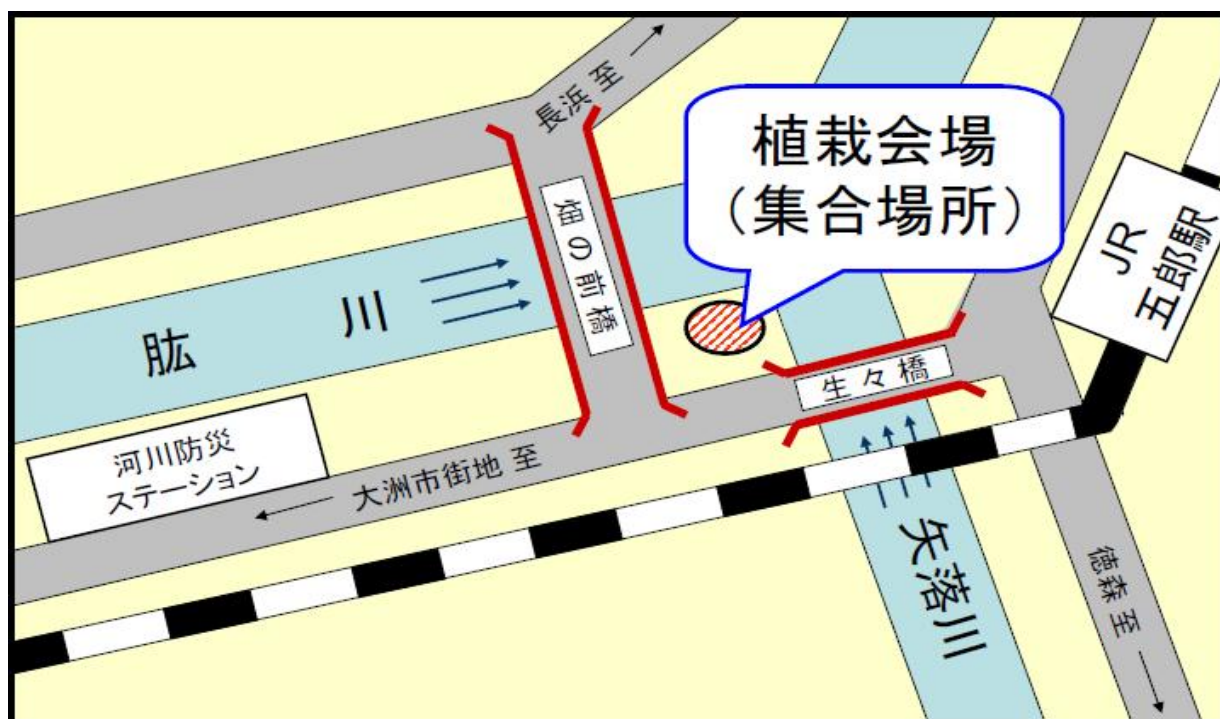 長浜 至
植栽会場
（集合場所）
JR
五郎駅
畑の前橋
肱 川
生々橋
河川防災
ステーション
大洲市街地 至
矢落川
徳森 至